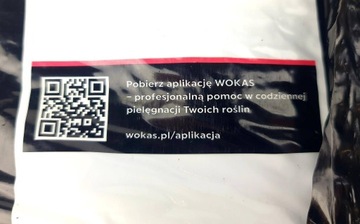 Pobierz aplikację WOKAS
– profesjonalną pomoc w codziennej
pielęgnacji Twoich roślin
wokas.pl/aplikacja